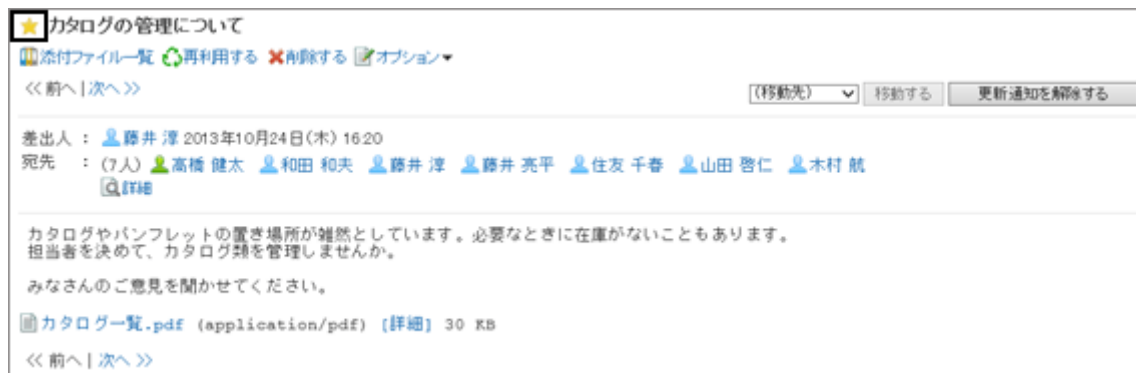 カタログの管理について
添付ファイル一覧 再利用する 削除する オプション
<< 前へ | 次へ >>
(移動先) 移動する 更新通知を解除する
差出人 : 藤井 淳 2013年10月24日(木) 16:20
宛先 : (7人) 高橋 健太 和田 和夫 藤井 淳 藤井 亮平 住友 千春 山田 啓仁 木村 航
詳細
カタログやパンフレットの置き場所が雑然としています。必要なときに在庫がないこともあります。
担当者を決めて、カタログ類を管理しませんか。
みなさんのご意見を聞かせてください。
カタログ一覧.pdf (application/pdf) [詳細] 30 KB
<< 前へ | 次へ >>